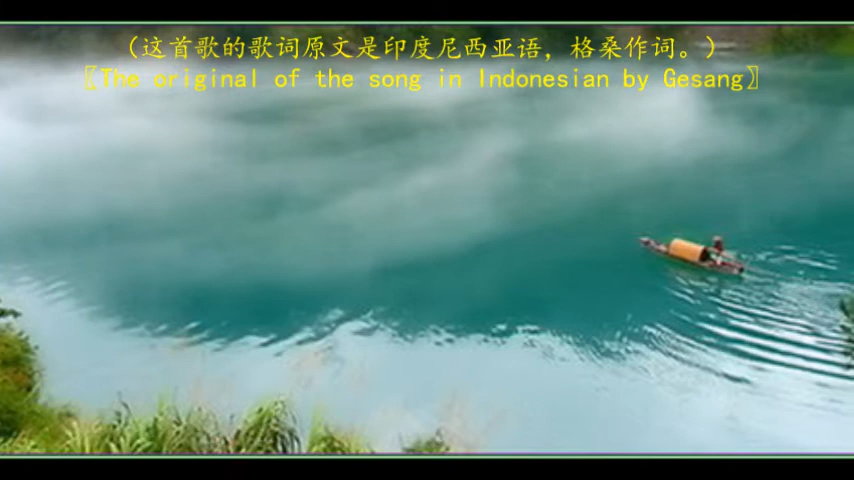 （这首歌的歌词原文是印度尼西亚语，格桑作词。）
〖The original of the song in Indonesian by Gesang〗